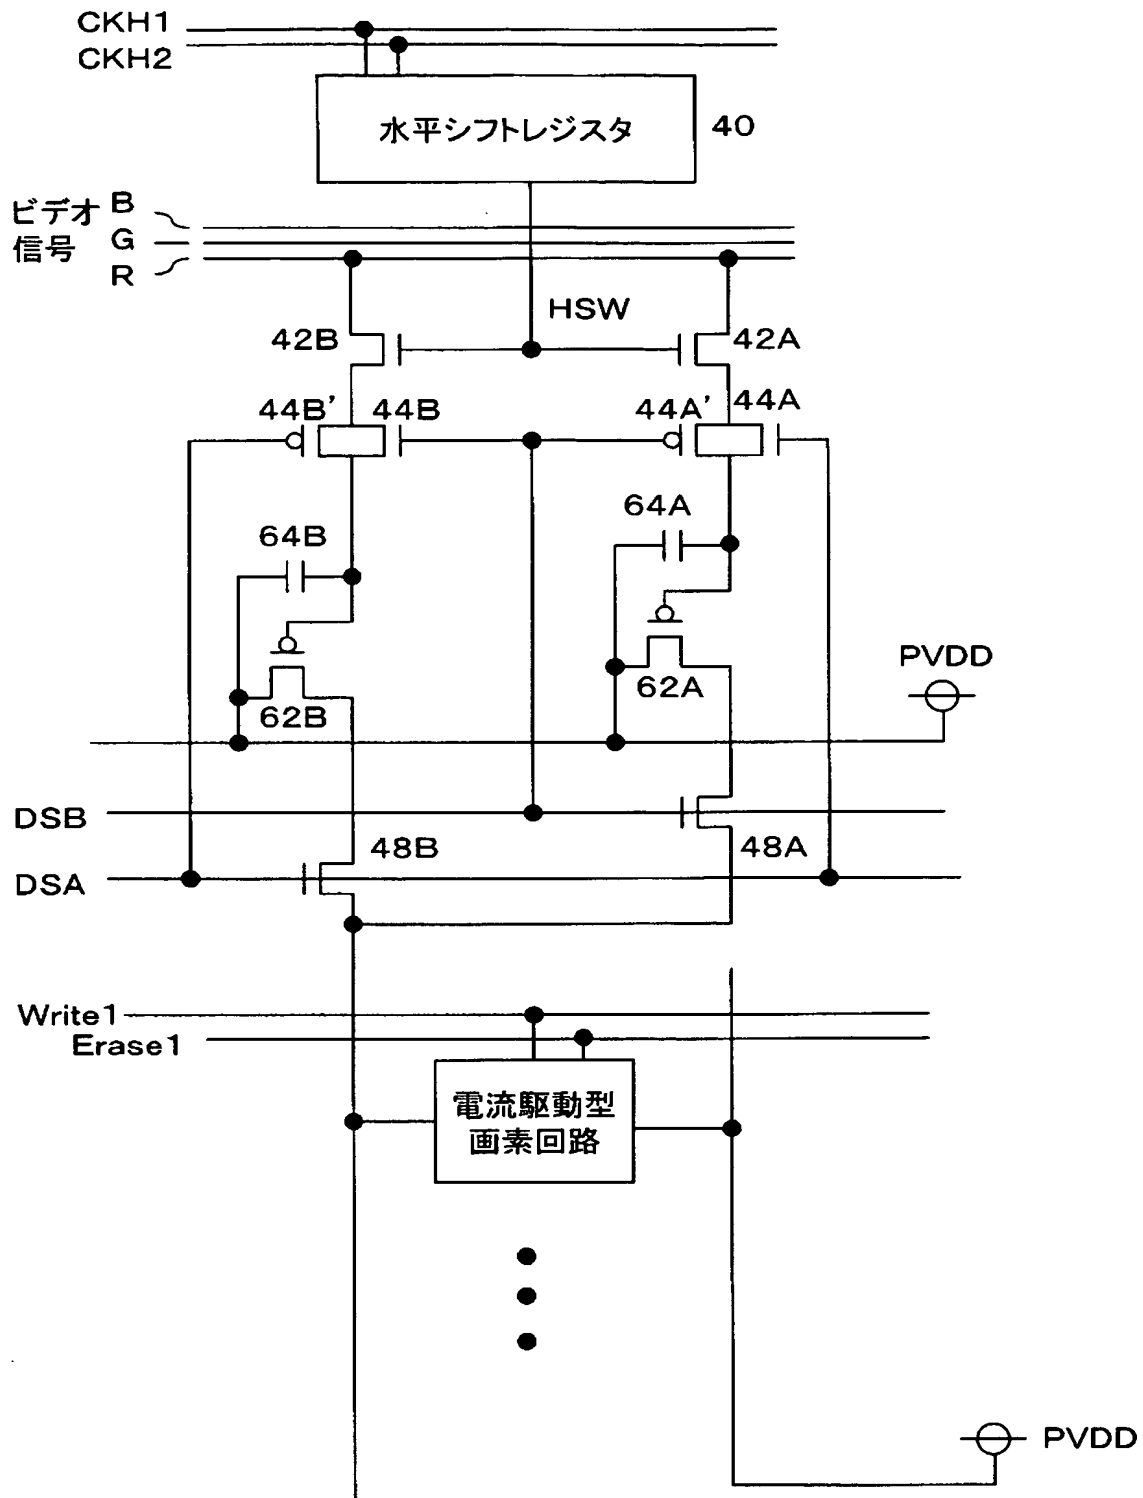 CKH1
CKH2
水平シフトレジスタ
40
ビデオ
信号
B
G
R
HSW
42B
42A
44B'
44B
44A'
44A
64A
64B
62A
62B
PVDD
DSB
48A
48B
DSA
Write1
Erase1
電流駆動型
画素回路
PVDD